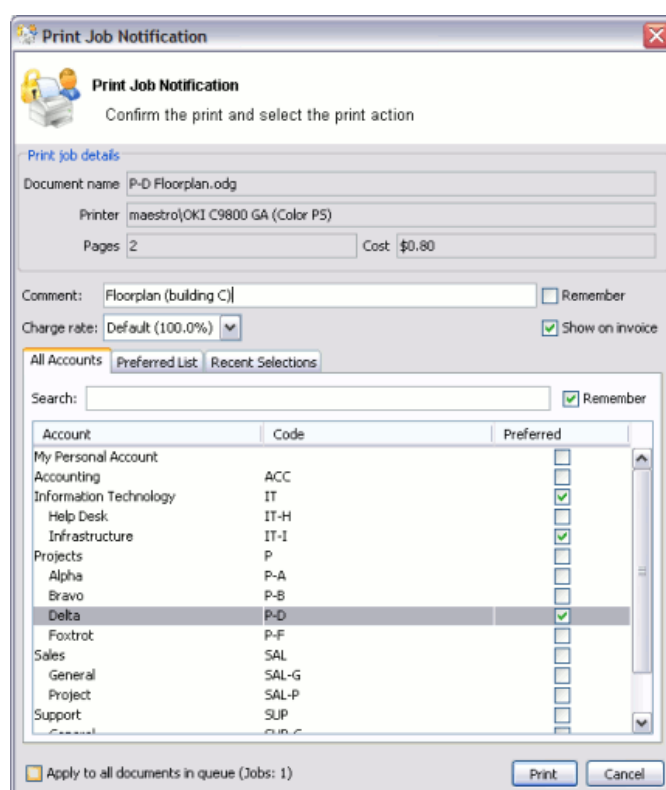 Print Job Notification
Print Job Notification
Confirm the print and select the print action
Print job details
Document name P-D Floorplan.odg
Printer maestro\OKI C9800 GA (Color PS)
Pages 2 Cost $0.80
Comment: Floorplan (building C) Remember
Charge rate: Default (100.0%) Show on invoice
All Accounts Preferred List Recent Selections
Search: Remember
Account Code Preferred
My Personal Account
Accounting ACC
Information Technology IT
Help Desk IT-H
Infrastructure IT-I
Projects P
Alpha P-A
Bravo P-B
Delta P-D
Foxtrot P-F
Sales SAL
General SAL-G
Project SAL-P
Support SUP
Apply to all documents in queue (Jobs: 1) Print Cancel